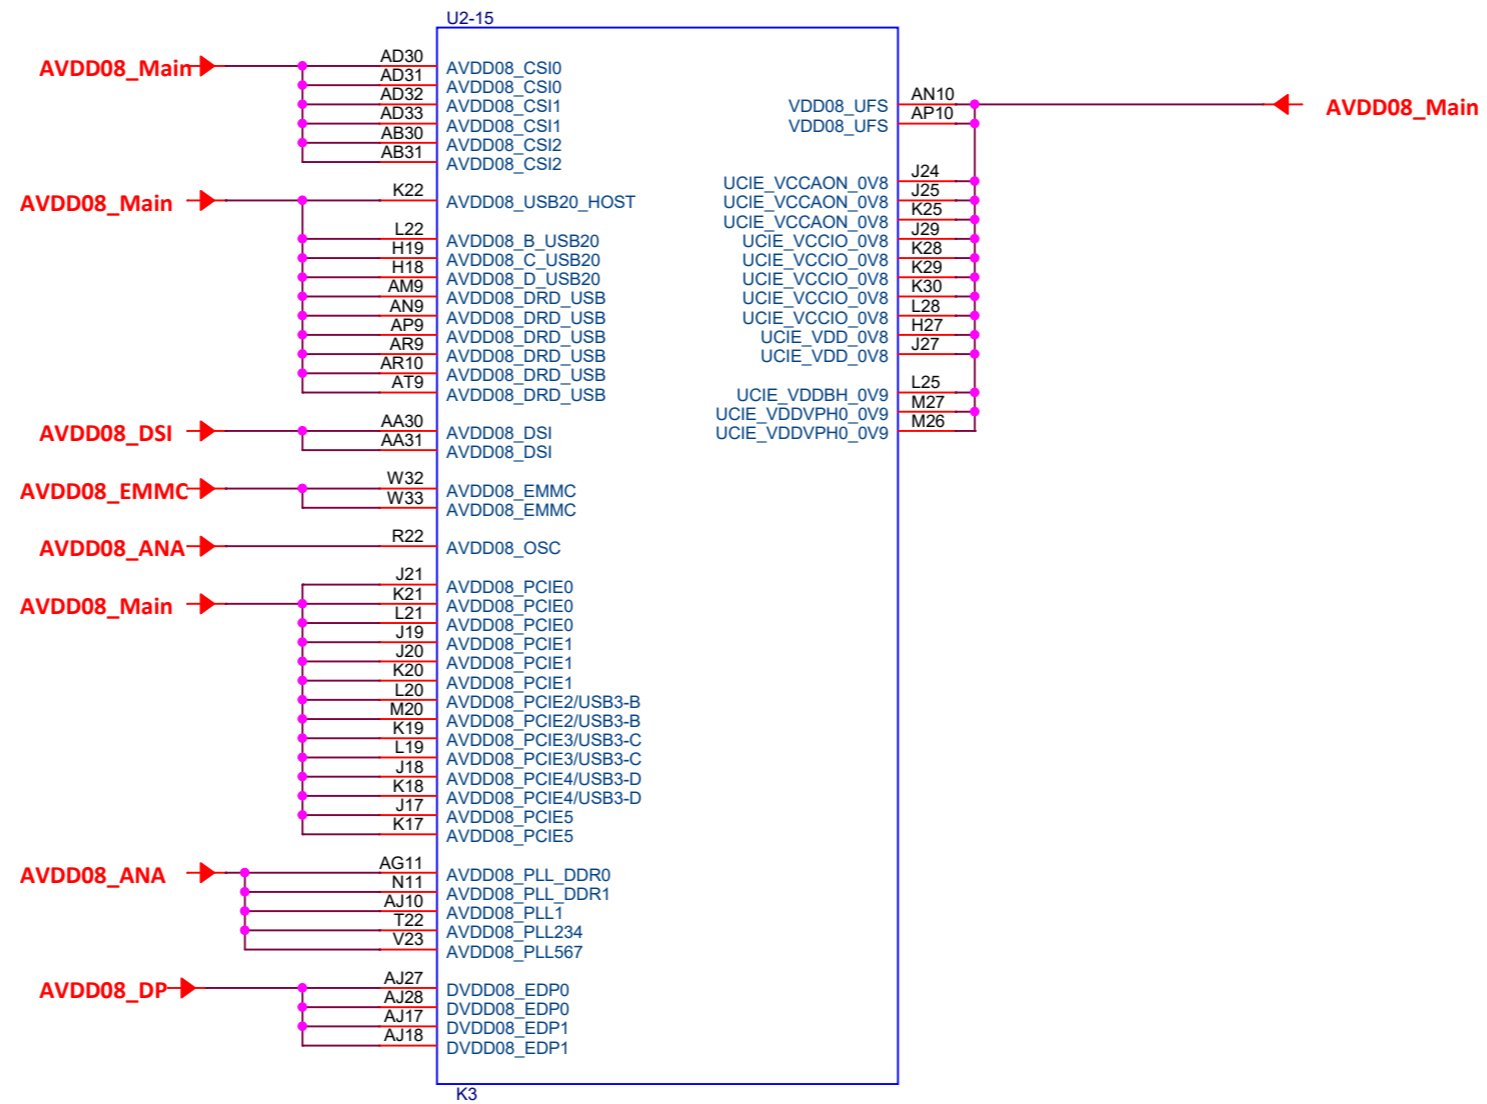 U2-15
AVDD08_Main AD30 AVDD08_CSI0
AD31 AVDD08_CSI0
AD32 AVDD08_CSI1
AD33 AVDD08_CSI1
AB30 AVDD08_CSI2
AB31 AVDD08_CSI2
AVDD08_Main K22 AVDD08_USB20_HOST
L22 AVDD08_B_USB20
H19 AVDD08_C_USB20
H18 AVDD08_D_USB20
AM9 AVDD08_DRD_USB
AN9 AVDD08_DRD_USB
AP9 AVDD08_DRD_USB
AR9 AVDD08_DRD_USB
AR10 AVDD08_DRD_USB
AT9 AVDD08_DRD_USB
AVDD08_DSI AA30 AVDD08_DSI
AA31 AVDD08_DSI
AVDD08_EMMC W32 AVDD08_EMMC
W33 AVDD08_EMMC
AVDD08_ANA R22 AVDD08_OSC
J21 AVDD08_PCIE0
AVDD08_Main K21 AVDD08_PCIE0
L21 AVDD08_PCIE0
J19 AVDD08_PCIE1
J20 AVDD08_PCIE1
K20 AVDD08_PCIE1
L20 AVDD08_PCIE2/USB3-B
M20 AVDD08_PCIE2/USB3-B
K19 AVDD08_PCIE3/USB3-C
L19 AVDD08_PCIE3/USB3-C
J18 AVDD08_PCIE4/USB3-D
K18 AVDD08_PCIE4/USB3-D
J17 AVDD08_PCIE5
K17 AVDD08_PCIE5
AVDD08_ANA AG11 AVDD08_PLL_DDR0
N11 AVDD08_PLL_DDR1
AJ10 AVDD08_PLL1
T22 AVDD08_PLL234
V23 AVDD08_PLL567
AVDD08_DP AJ27 DVDD08_EDP0
AJ28 DVDD08_EDP0
AJ17 DVDD08_EDP1
AJ18 DVDD08_EDP1
VDD08_UFS AN10 AVDD08_Main
VDD08_UFS AP10
UCIE_VCCAON_0V8 J24
UCIE_VCCAON_0V8 J25
UCIE_VCCAON_0V8 K25
UCIE_VCCIO_0V8 J29
UCIE_VCCIO_0V8 K28
UCIE_VCCIO_0V8 K29
UCIE_VCCIO_0V8 K30
UCIE_VCCIO_0V8 L28
UCIE_VDD_0V8 H27
UCIE_VDD_0V8 J27
UCIE_VDDBH_0V9 L25
UCIE_VDDVPH0_0V9 M27
UCIE_VDDVPH0_0V9 M26
K3